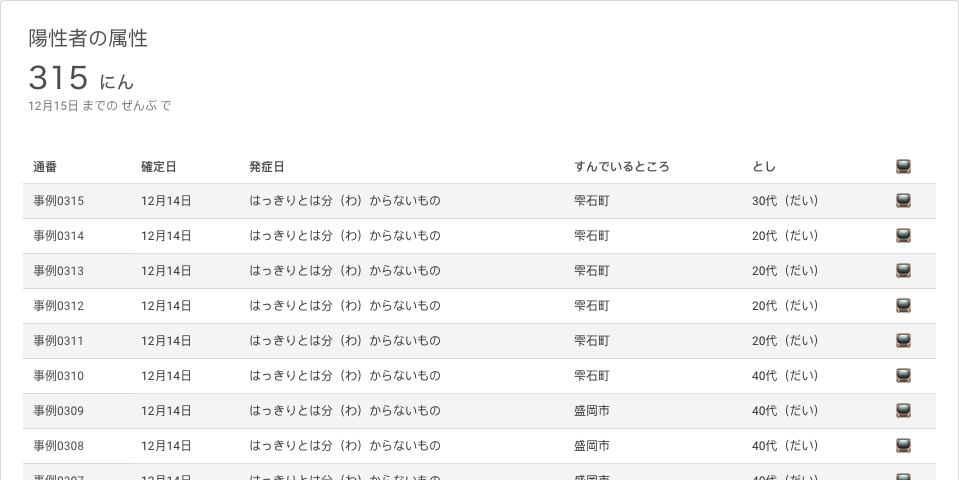 陽性者の属性
315 にん
12月15日 までの ぜんぶ で
通番 確定日 発症日 すんでいるところ とし
事例0315 12月14日 はっきりとは分（わ）からないもの 雫石町 30代（だい）
事例0314 12月14日 はっきりとは分（わ）からないもの 雫石町 20代（だい）
事例0313 12月14日 はっきりとは分（わ）からないもの 雫石町 20代（だい）
事例0312 12月14日 はっきりとは分（わ）からないもの 雫石町 20代（だい）
事例0311 12月14日 はっきりとは分（わ）からないもの 雫石町 20代（だい）
事例0310 12月14日 はっきりとは分（わ）からないもの 雫石町 40代（だい）
事例0309 12月14日 はっきりとは分（わ）からないもの 盛岡市 40代（だい）
事例0308 12月14日 はっきりとは分（わ）からないもの 盛岡市 40代（だい）